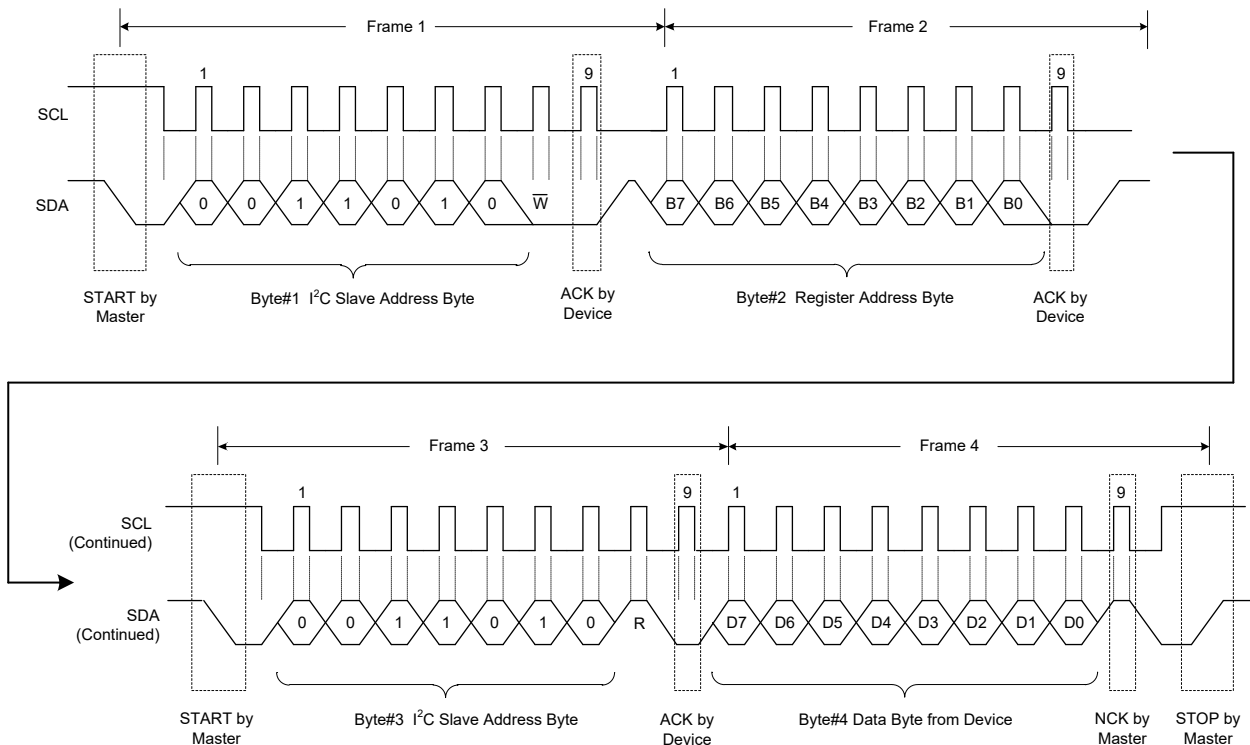 Frame 1 Frame 2
1 9 1 9
SCL
SDA 0 0 1 1 0 1 0 W̅ B7 B6 B5 B4 B3 B2 B1 B0
START by Master
Byte#1 I²C Slave Address Byte
ACK by Device
Byte#2 Register Address Byte
ACK by Device
Frame 3 Frame 4
1 9 1 9
SCL (Continued)
SDA (Continued) 0 0 1 1 0 1 0 R D7 D6 D5 D4 D3 D2 D1 D0
START by Master
Byte#3 I²C Slave Address Byte
ACK by Device
Byte#4 Data Byte from Device
NCK by Master
STOP by Master